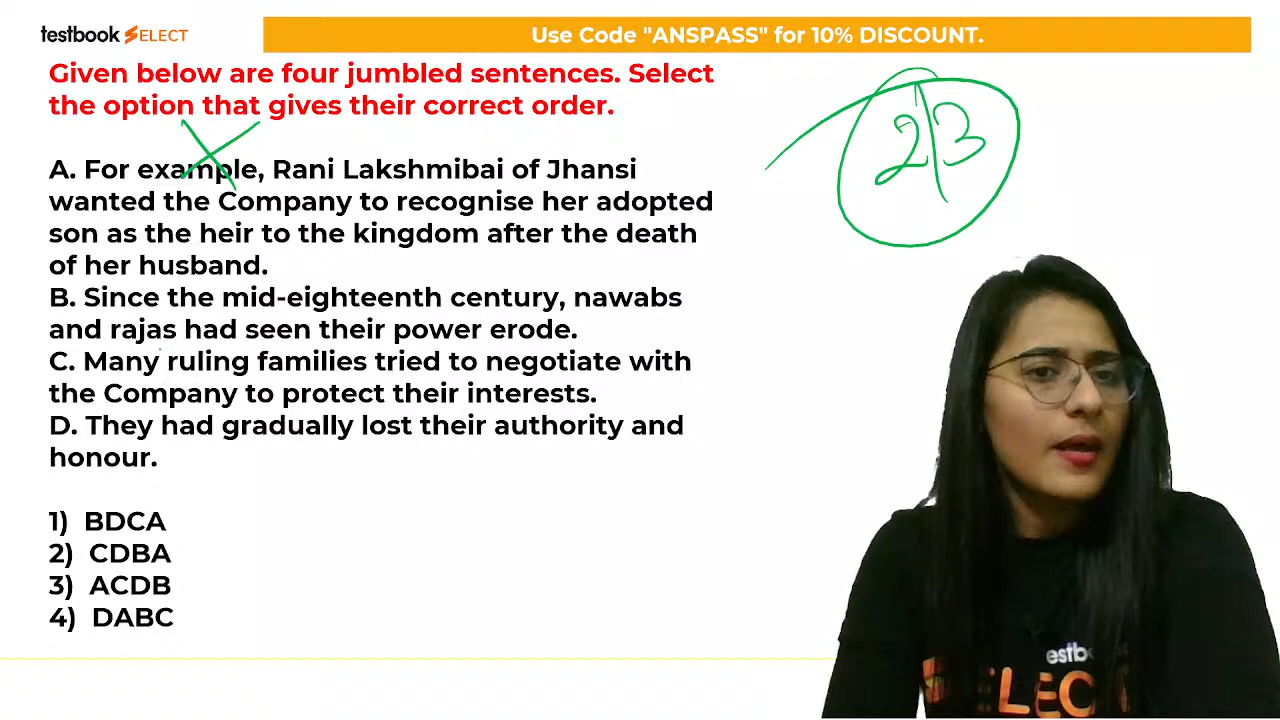 testbook SELECT
Use Code "ANSPASS" for 10% DISCOUNT.
Given below are four jumbled sentences. Select
the option that gives their correct order.
2 3
A. For example, Rani Lakshmibai of Jhansi
wanted the Company to recognise her adopted
son as the heir to the kingdom after the death
of her husband.
B. Since the mid-eighteenth century, nawabs
and rajas had seen their power erode.
C. Many ruling families tried to negotiate with
the Company to protect their interests.
D. They had gradually lost their authority and
honour.
1) BDCA
2) CDBA
3) ACDB
4) DABC
estb
ELEC